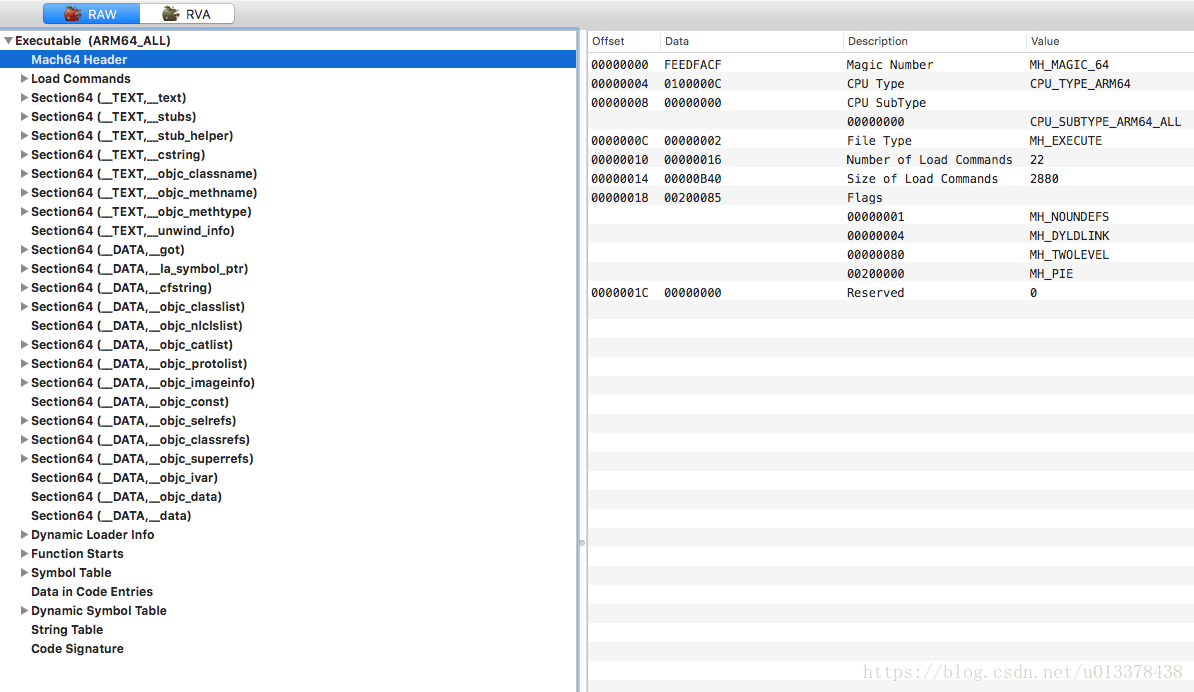 RAW RVA
Executable (ARM64_ALL)
Mach64 Header
Load Commands
Section64 (__TEXT,__text)
Section64 (__TEXT,__stubs)
Section64 (__TEXT,__stub_helper)
Section64 (__TEXT,__cstring)
Section64 (__TEXT,__objc_classname)
Section64 (__TEXT,__objc_methname)
Section64 (__TEXT,__objc_methtype)
Section64 (__TEXT,__unwind_info)
Section64 (__DATA,__got)
Section64 (__DATA,__la_symbol_ptr)
Section64 (__DATA,__cfstring)
Section64 (__DATA,__objc_classlist)
Section64 (__DATA,__objc_nlclslist)
Section64 (__DATA,__objc_catlist)
Section64 (__DATA,__objc_protolist)
Section64 (__DATA,__objc_imageinfo)
Section64 (__DATA,__objc_const)
Section64 (__DATA,__objc_selrefs)
Section64 (__DATA,__objc_classrefs)
Section64 (__DATA,__objc_superrefs)
Section64 (__DATA,__objc_ivar)
Section64 (__DATA,__objc_data)
Section64 (__DATA,__data)
Dynamic Loader Info
Function Starts
Symbol Table
Data in Code Entries
Dynamic Symbol Table
String Table
Code Signature
Offset Data Description Value
00000000 FEEDFACF Magic Number MH_MAGIC_64
00000004 0100000C CPU Type CPU_TYPE_ARM64
00000008 00000000 CPU SubType
00000000 CPU_SUBTYPE_ARM64_ALL
0000000C 00000002 File Type MH_EXECUTE
00000010 00000016 Number of Load Commands 22
00000014 00000B40 Size of Load Commands 2880
00000018 00200085 Flags
00000001 MH_NOUNDEFS
00000004 MH_DYLDLINK
00000080 MH_TWOLEVEL
00200000 MH_PIE
0000001C 00000000 Reserved 0
https://blog.csdn.net/u013378438